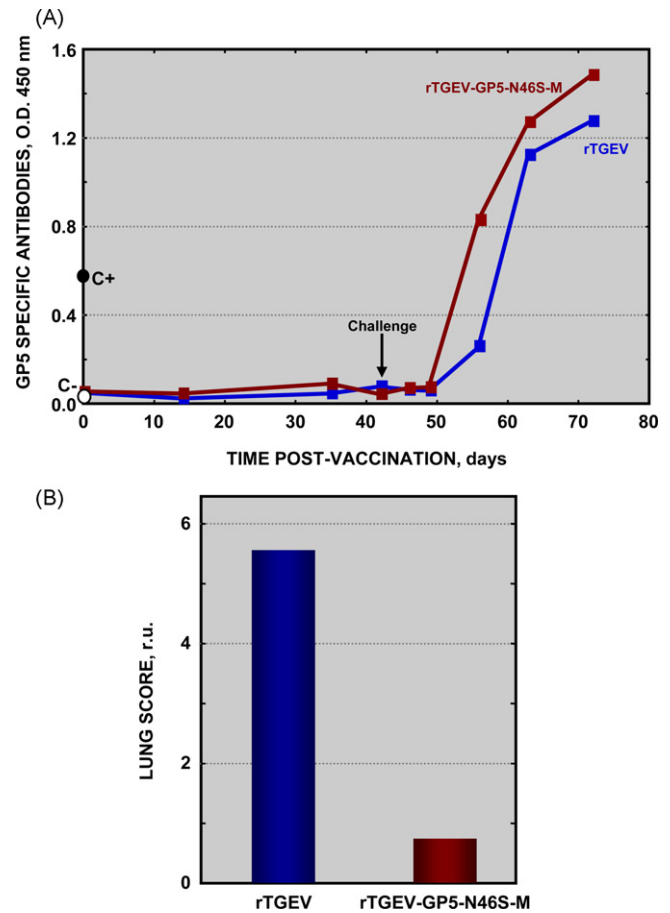 (A)
GP5 SPECIFIC ANTIBODIES, O.D. 450 nm
1.6
1.2
0.8
0.4
0.0
C+
C-
rTGEV-GP5-N46S-M
rTGEV
Challenge
0 10 20 30 40 50 60 70 80
TIME POST-VACCINATION, days
(B)
LUNG SCORE, r.u.
6
4
2
0
rTGEV rTGEV-GP5-N46S-M